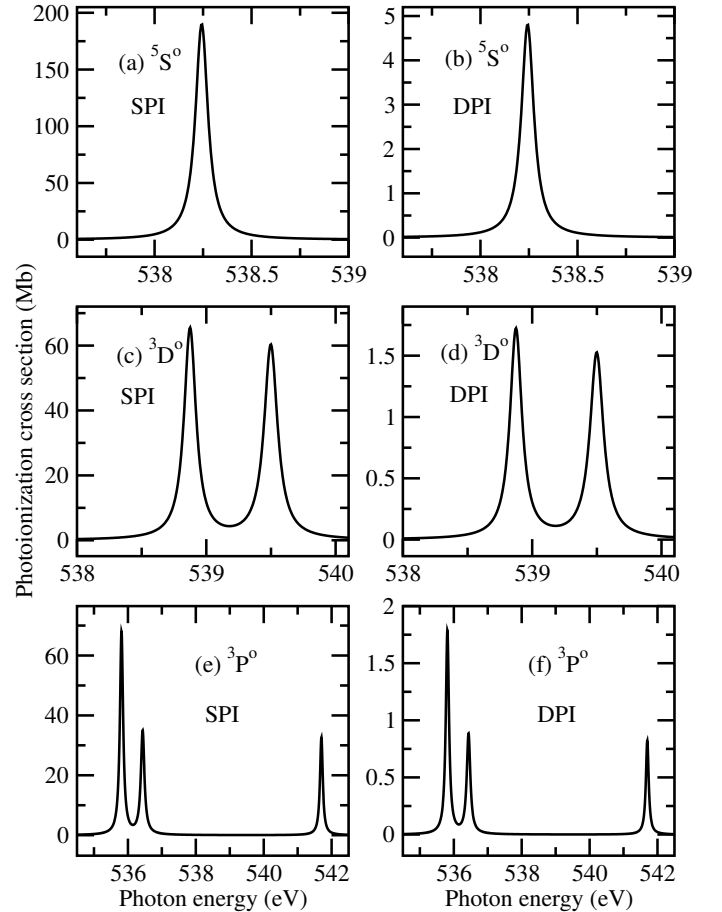 Photoionization cross section (Mb)
200
150
100
50
0
(a) ⁵Sᵒ
SPI
538 538.5 539
5
4
3
2
1
0
(b) ⁵Sᵒ
DPI
538 538.5 539
60
40
20
0
(c) ³Dᵒ
SPI
538 539 540
1.5
1
0.5
0
(d) ³Dᵒ
DPI
538 539 540
60
40
20
0
(e) ³Pᵒ
SPI
536 538 540 542
Photon energy (eV)
2
1.5
1
0.5
0
(f) ³Pᵒ
DPI
536 538 540 542
Photon energy (eV)